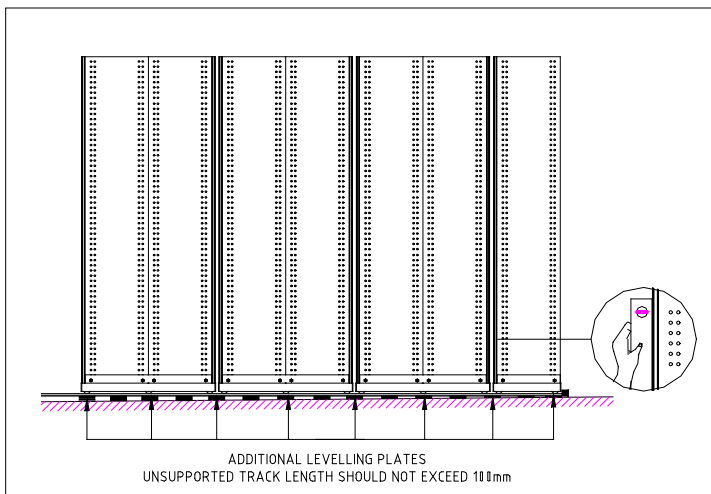 ADDITIONAL LEVELLING PLATES
UNSUPPORTED TRACK LENGTH SHOULD NOT EXCEED 100mm